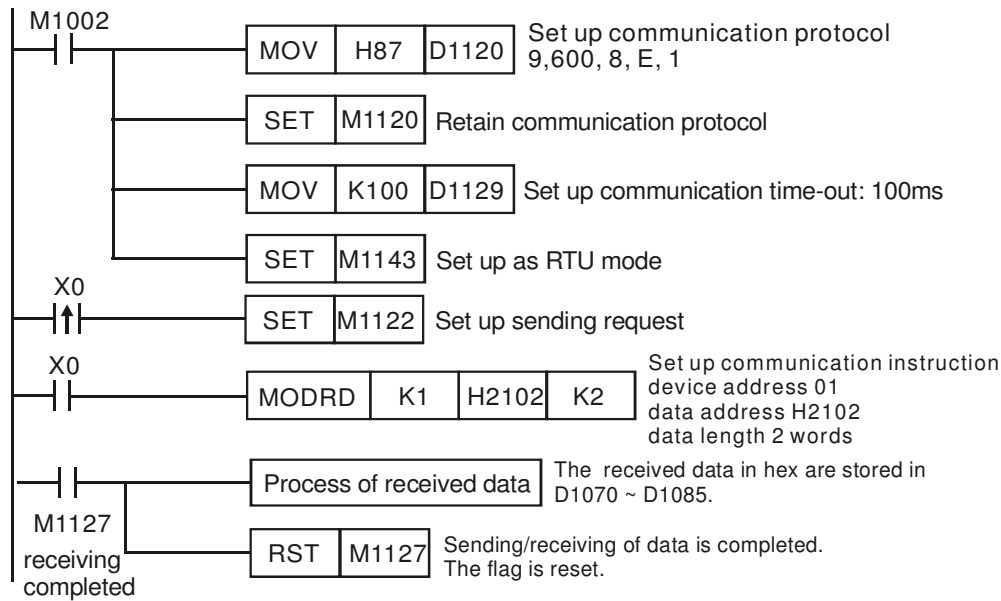 M1002
MOV H87 D1120
Set up communication protocol
9,600, 8, E, 1
SET M1120
Retain communication protocol
MOV K100 D1129
Set up communication time-out: 100ms
SET M1143
Set up as RTU mode
X0
SET M1122
Set up sending request
X0
MODRD K1 H2102 K2
Set up communication instruction
device address 01
data address H2102
data length 2 words
M1127
receiving
completed
Process of received data
The received data in hex are stored in
D1070 ~ D1085.
RST M1127
Sending/receiving of data is completed.
The flag is reset.